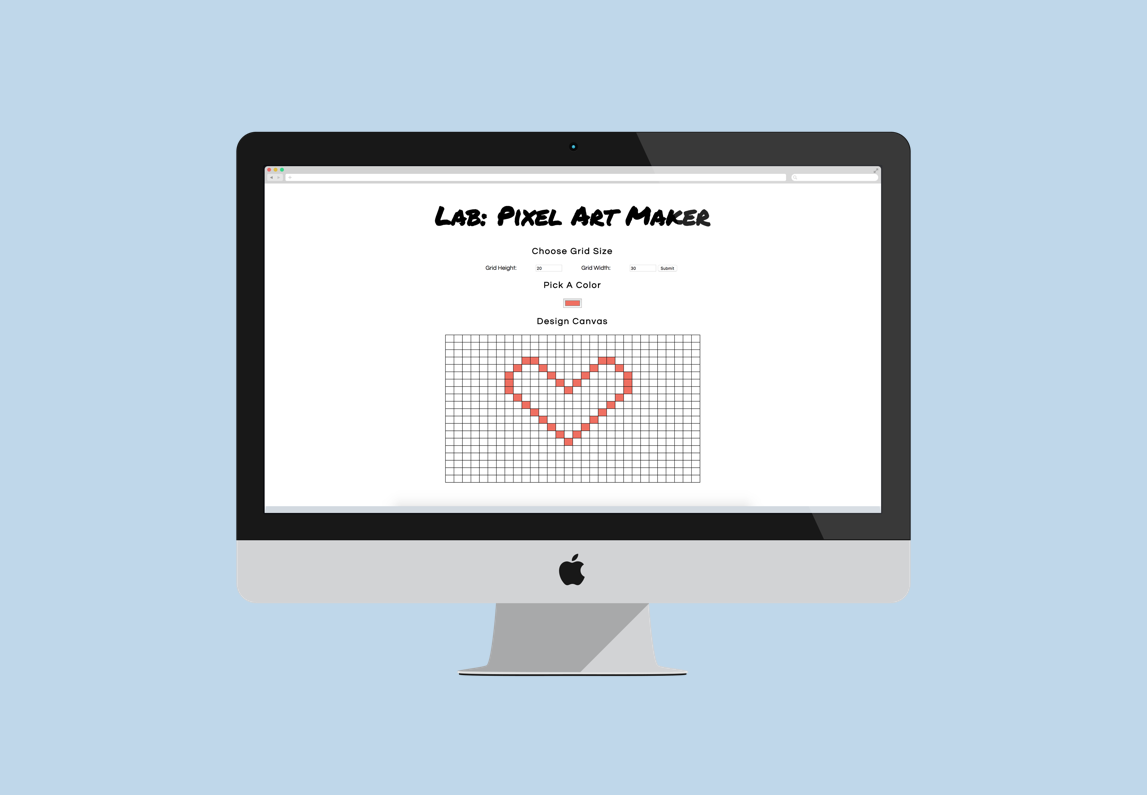 Lab: Pixel Art Maker
Choose Grid Size
Grid Height: 20 Grid Width: 30 Submit
Pick A Color
Design Canvas